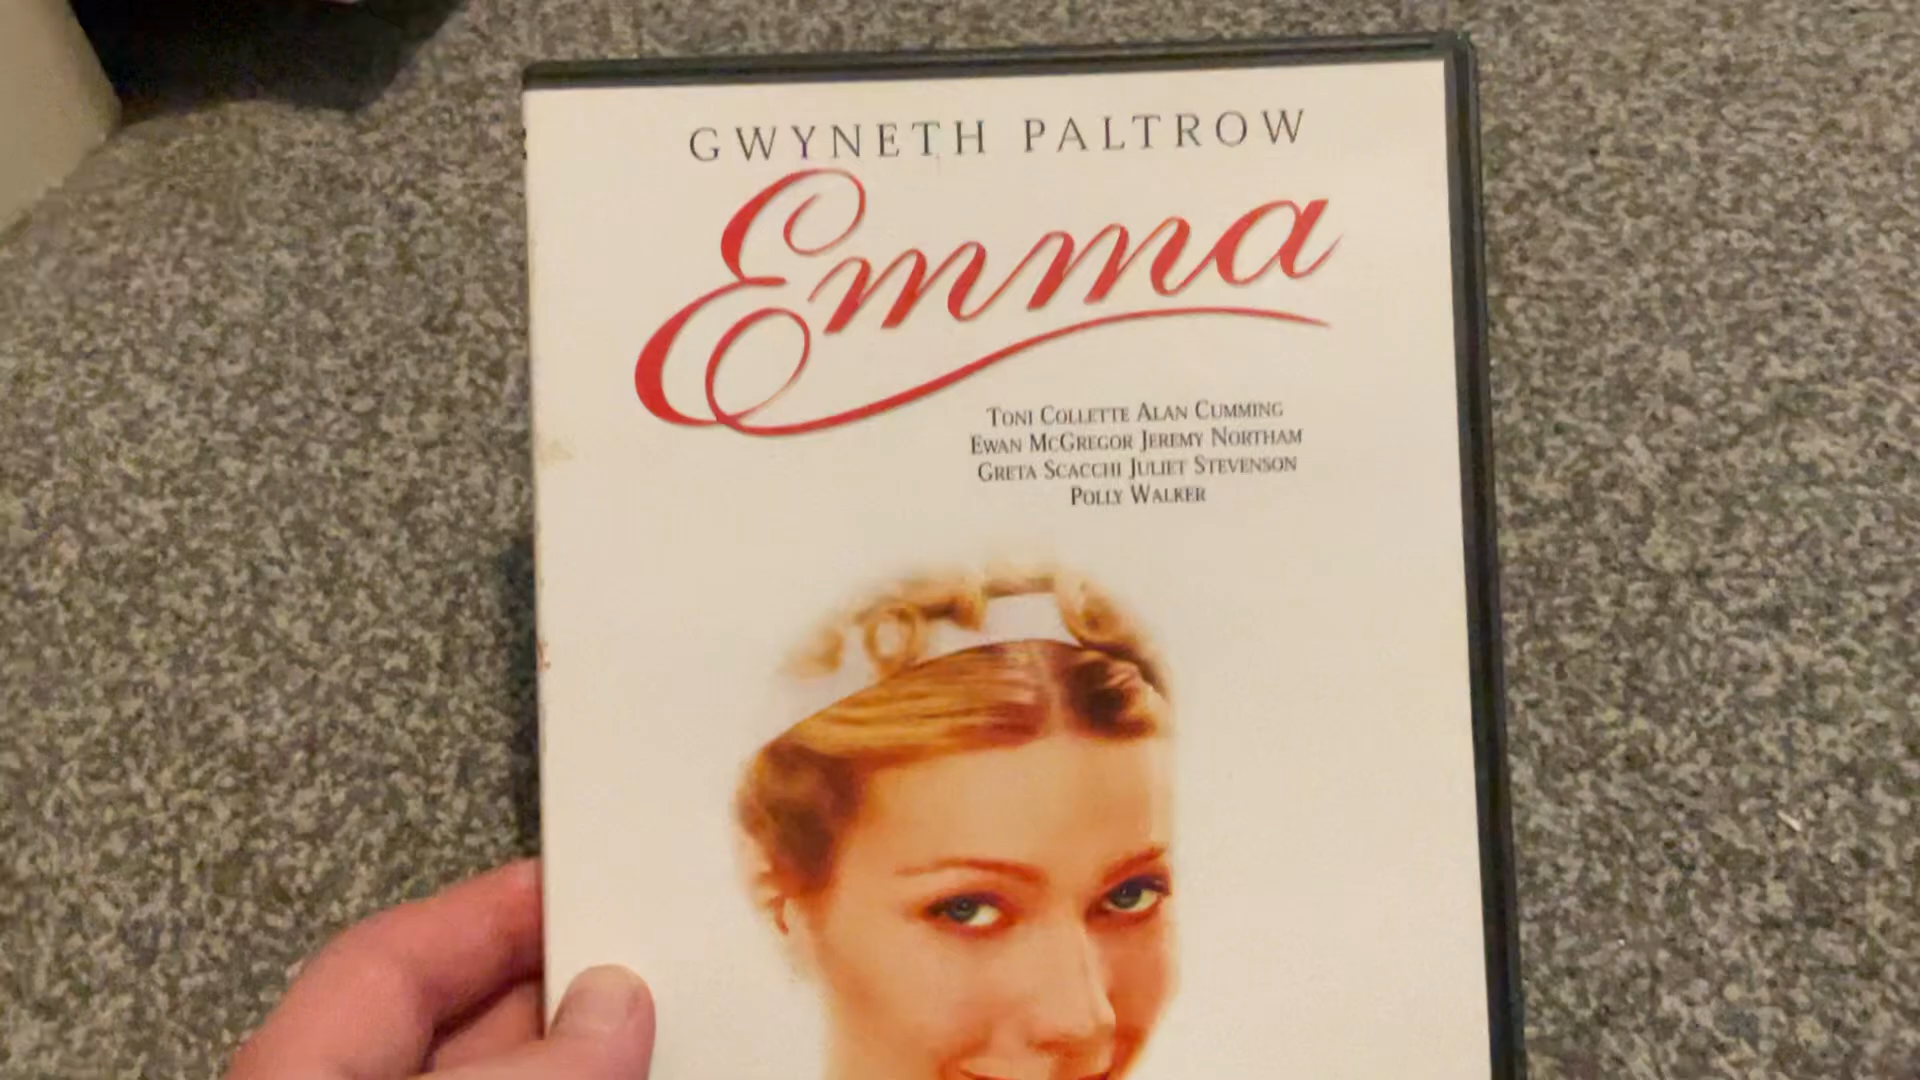 GWYNETH PALTROW
Emma
TONI COLLETTE ALAN CUMMING
EWAN MCGREGOR JEREMY NORTHAM
GRETA SCACCHI JULIET STEVENSON
POLLY WALKER